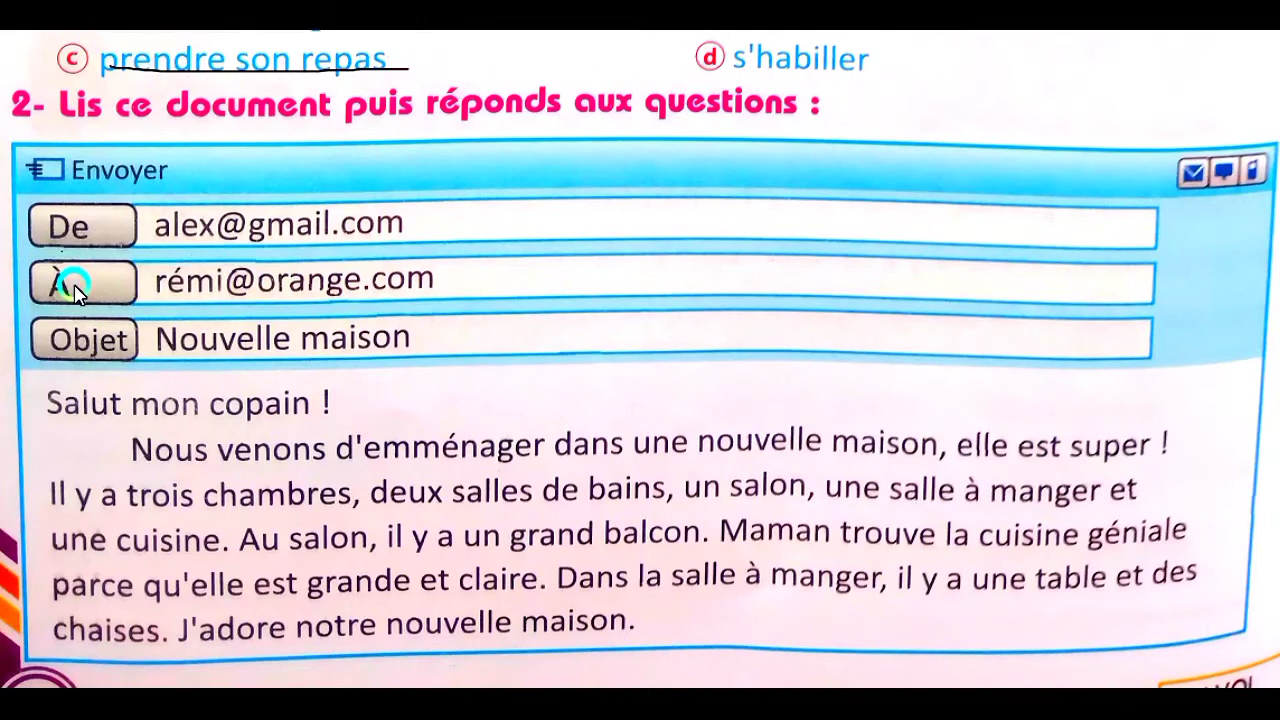 c prendre son repas
d s'habiller
2- Lis ce document puis réponds aux questions :
Envoyer
De alex@gmail.com
À rémi@orange.com
Objet Nouvelle maison
Salut mon copain !
Nous venons d'emménager dans une nouvelle maison, elle est super !
Il y a trois chambres, deux salles de bains, un salon, une salle à manger et
une cuisine. Au salon, il y a un grand balcon. Maman trouve la cuisine géniale
parce qu'elle est grande et claire. Dans la salle à manger, il y a une table et des
chaises. J'adore notre nouvelle maison.